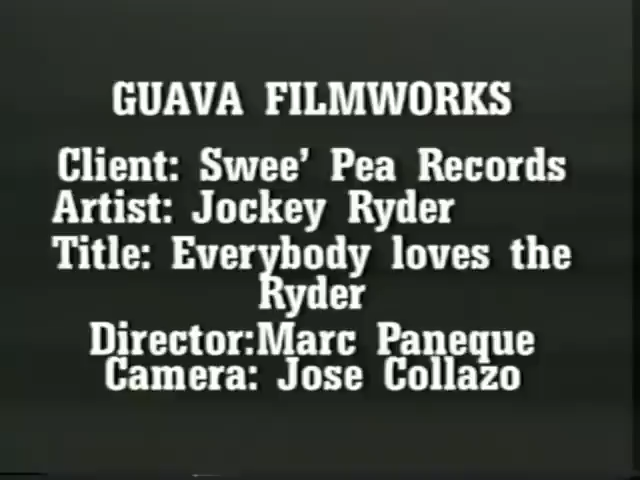 GUAVA FILMWORKS
Client: Swee' Pea Records
Artist: Jockey Ryder
Title: Everybody loves the
Ryder
Director:Marc Paneque
Camera: Jose Collazo